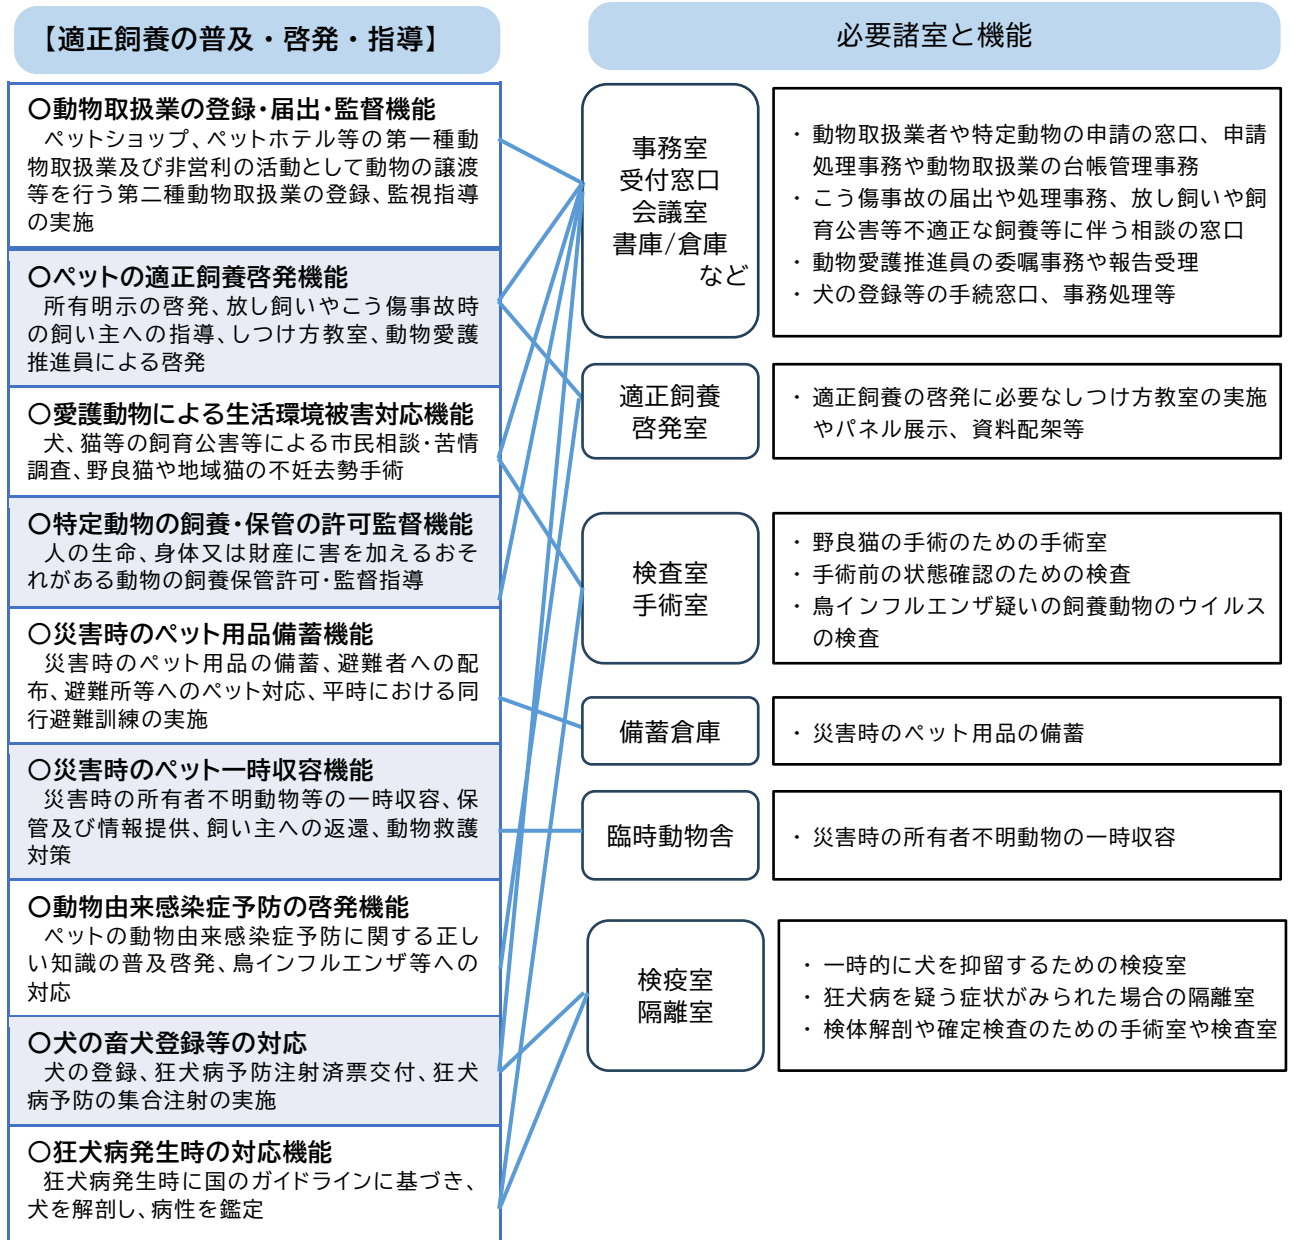 【適正飼養の普及・啓発・指導】
〇動物取扱業の登録・届出・監督機能
ペットショップ、ペットホテル等の第一種動
物取扱業及び非営利の活動として動物の譲渡
等を行う第二種動物取扱業の登録、監視指導
の実施
〇ペットの適正飼養啓発機能
所有明示の啓発、放し飼いやこう傷事故時
の飼い主への指導、しつけ方教室、動物愛護
推進員による啓発
〇愛護動物による生活環境被害対応機能
犬、猫等の飼育公害等による市民相談・苦情
調査、野良猫や地域猫の不妊去勢手術
〇特定動物の飼養・保管の許可監督機能
人の生命、身体又は財産に害を加えるおそ
れがある動物の飼養保管許可・監督指導
〇災害時のペット用品備蓄機能
災害時のペット用品の備蓄、避難者への配
布、避難所等へのペット対応、平時における同
行避難訓練の実施
〇災害時のペット一時収容機能
災害時の所有者不明動物等の一時収容、保
管及び情報提供、飼い主への返還、動物救護
対策
〇動物由来感染症予防の啓発機能
ペットの動物由来感染症予防に関する正し
い知識の普及啓発、鳥インフルエンザ等への
対応
〇犬の畜犬登録等の対応
犬の登録、狂犬病予防注射済票交付、狂犬
病予防の集合注射の実施
〇狂犬病発生時の対応機能
狂犬病発生時に国のガイドラインに基づき、
犬を解剖し、病性を鑑定
必要諸室と機能
事務室
受付窓口
会議室
書庫/倉庫
など
・動物取扱業者や特定動物の申請の窓口、申請
処理事務や動物取扱業の台帳管理事務
・こう傷事故の届出や処理事務、放し飼いや飼
育公害等不適正な飼養等に伴う相談の窓口
・動物愛護推進員の委嘱事務や報告受理
・犬の登録等の手続窓口、事務処理等
適正飼養
啓発室
・適正飼養の啓発に必要なしつけ方教室の実施
やパネル展示、資料配架等
検査室
手術室
・野良猫の手術のための手術室
・手術前の状態確認のための検査
・鳥インフルエンザ疑いの飼養動物のウイルス
の検査
備蓄倉庫
・災害時のペット用品の備蓄
臨時動物舎
・災害時の所有者不明動物の一時収容
検疫室
隔離室
・一時的に犬を抑留するための検疫室
・狂犬病を疑う症状がみられた場合の隔離室
・検体解剖や確定検査のための手術室や検査室